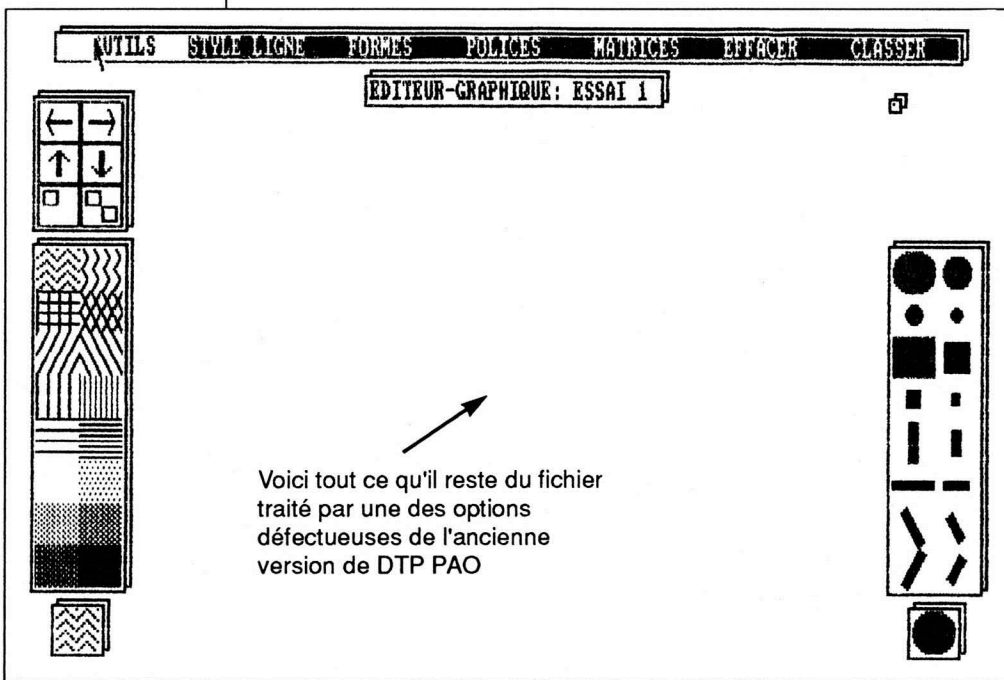 OUTILS STYLE LIGNE FORMES POLICES MATRICES EFFACER CLASSER
EDITEUR-GRAPHIQUE: ESSAI 1
Voici tout ce qu'il reste du fichier
traité par une des options
défectueuses de l'ancienne
version de DTP PAO